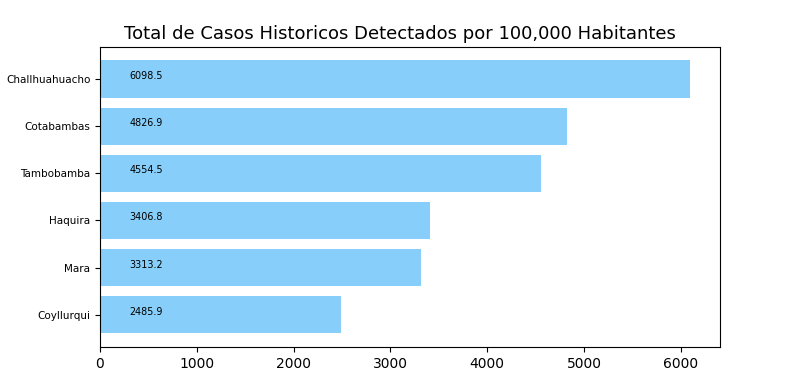 Total de Casos Historicos Detectados por 100,000 Habitantes
Challhuahuacho 6098.5
Cotabambas 4826.9
Tambobamba 4554.5
Haquira 3406.8
Mara 3313.2
Coyllurqui 2485.9
0 1000 2000 3000 4000 5000 6000